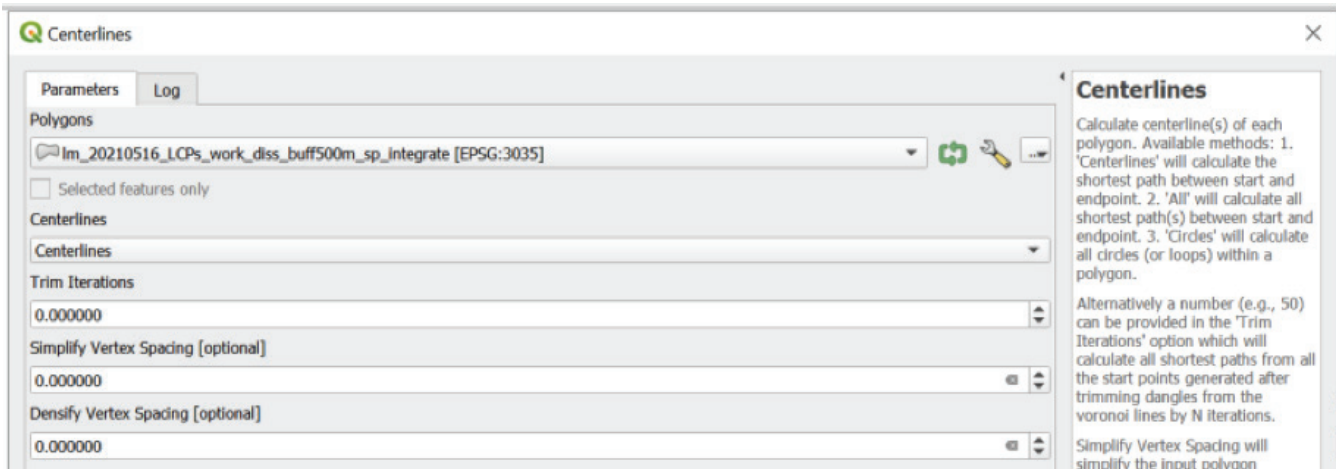 Centerlines
Parameters
Log
Polygons
lm_20210516_LCPs_work_diss_buff500m_sp_integrate [EPSG:3035]
Selected features only
Centerlines
Centerlines
Trim Iterations
0.000000
Simplify Vertex Spacing [optional]
0.000000
Densify Vertex Spacing [optional]
0.000000
Centerlines
Calculate centerline(s) of each
polygon. Available methods: 1.
'Centerlines' will calculate the
shortest path between start and
endpoint. 2. 'All' will calculate all
shortest path(s) between start and
endpoint. 3. 'Circles' will calculate
all circles (or loops) within a
polygon.
Alternatively a number (e.g., 50)
can be provided in the 'Trim
Iterations' option which will
calculate all shortest paths from all
the start points generated after
trimming dangles from the
voronoi lines by N iterations.
Simplify Vertex Spacing will
simplify the input polygon